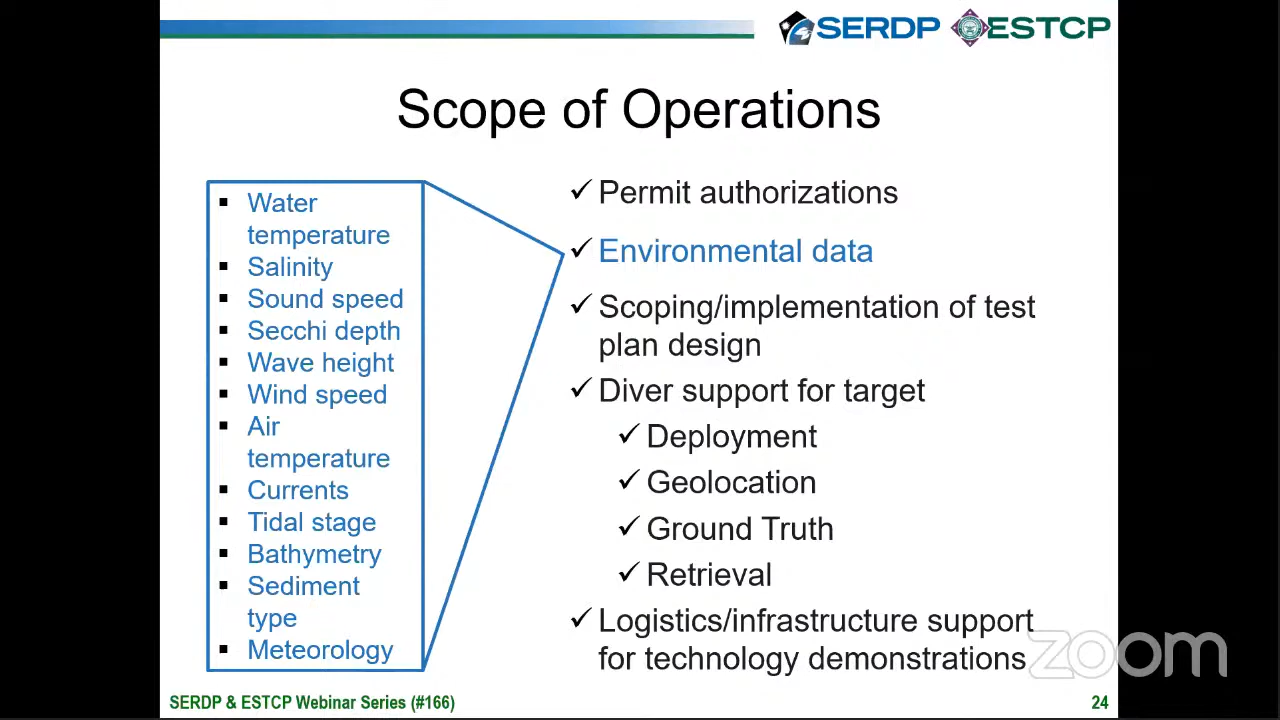 SERDP ESTCP
Scope of Operations
▪ Water
temperature
▪ Salinity
▪ Sound speed
▪ Secchi depth
▪ Wave height
▪ Wind speed
▪ Air
temperature
▪ Currents
▪ Tidal stage
▪ Bathymetry
▪ Sediment
type
▪ Meteorology
✓ Permit authorizations
✓ Environmental data
✓ Scoping/implementation of test
plan design
✓ Diver support for target
✓ Deployment
✓ Geolocation
✓ Ground Truth
✓ Retrieval
✓ Logistics/infrastructure support
for technology demonstrations
zoom
SERDP & ESTCP Webinar Series (#166)
24